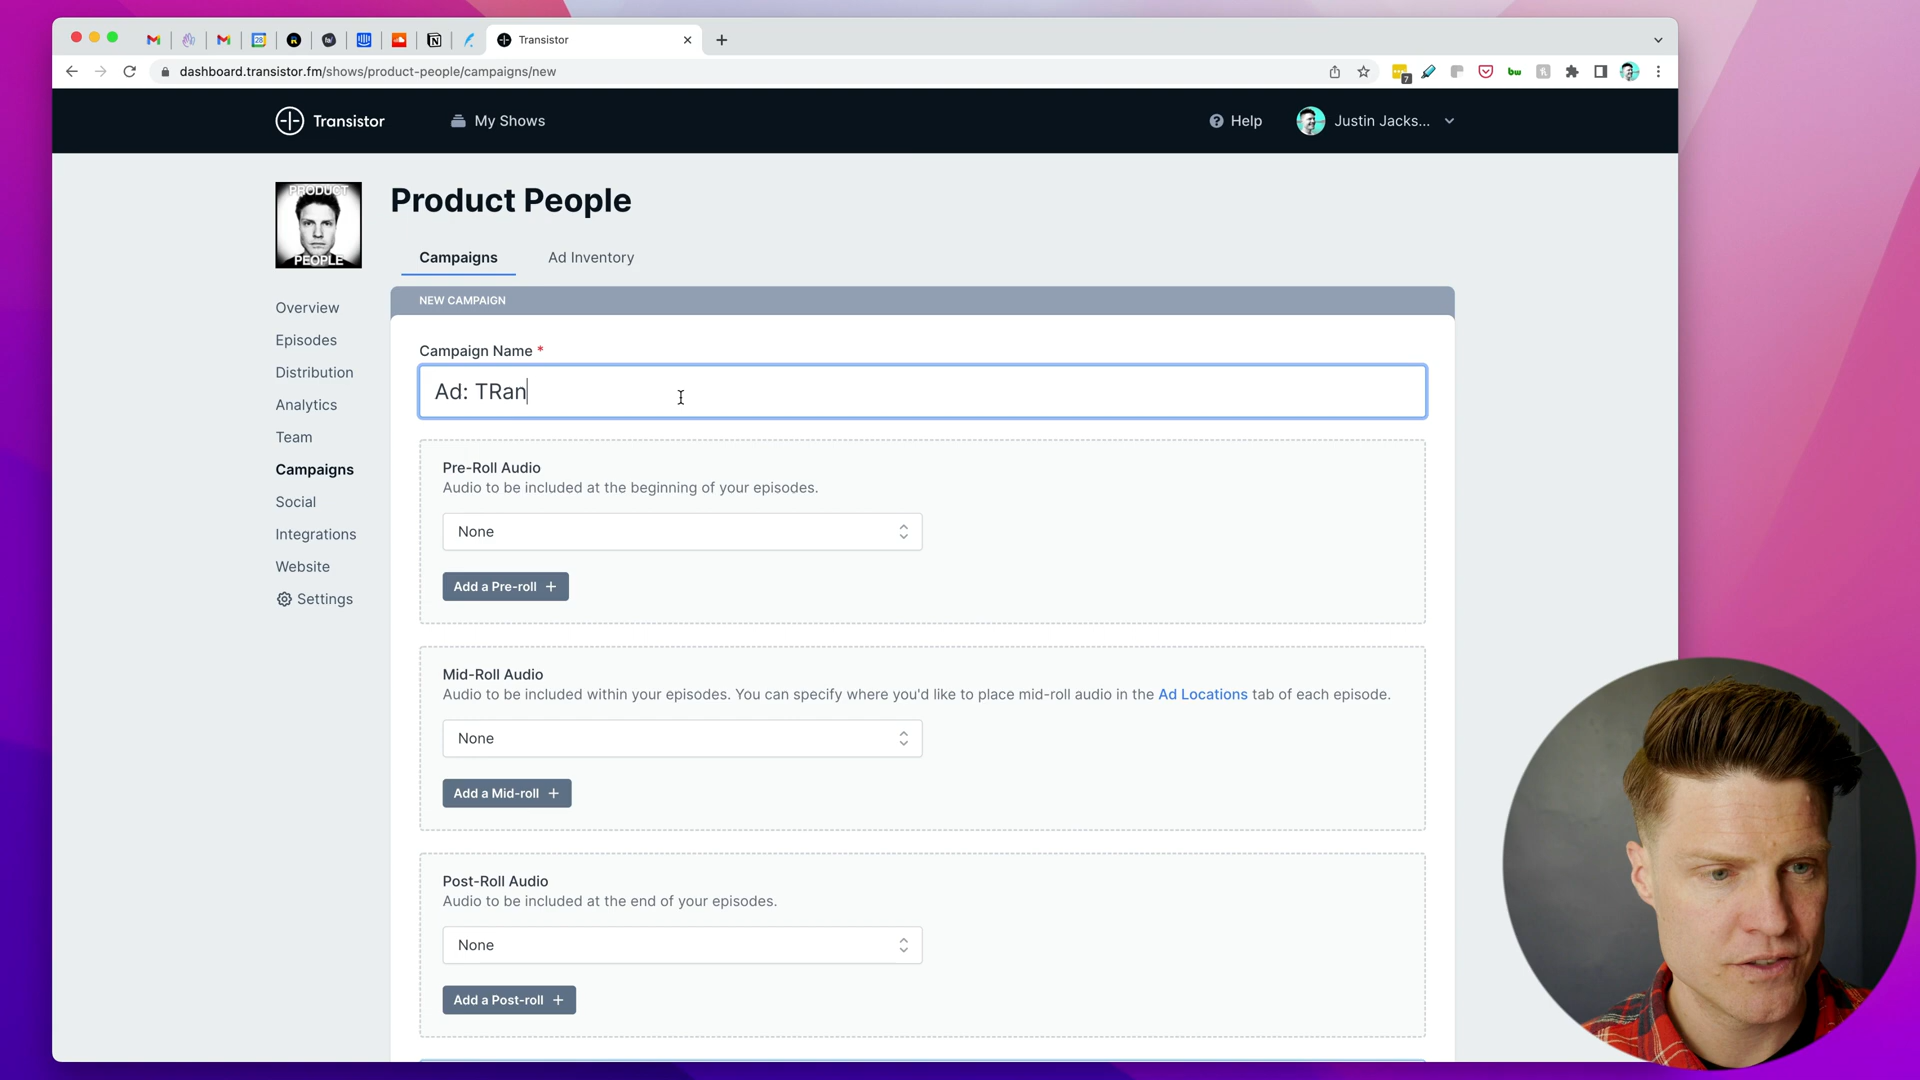 Transistor
dashboard.transistor.fm/shows/product-people/campaigns/new
28
7
bw
Transistor
My Shows
Help
Justin Jacks...
PRODUCT
PEOPLE
Product People
Campaigns
Ad Inventory
Overview
Episodes
Distribution
Analytics
Team
Campaigns
Social
Integrations
Website
Settings
NEW CAMPAIGN
Campaign Name *
Ad: TRan
Pre-Roll Audio
Audio to be included at the beginning of your episodes.
None
Add a Pre-roll +
Mid-Roll Audio
Audio to be included within your episodes. You can specify where you'd like to place mid-roll audio in the Ad Locations tab of each episode.
None
Add a Mid-roll +
Post-Roll Audio
Audio to be included at the end of your episodes.
None
Add a Post-roll +